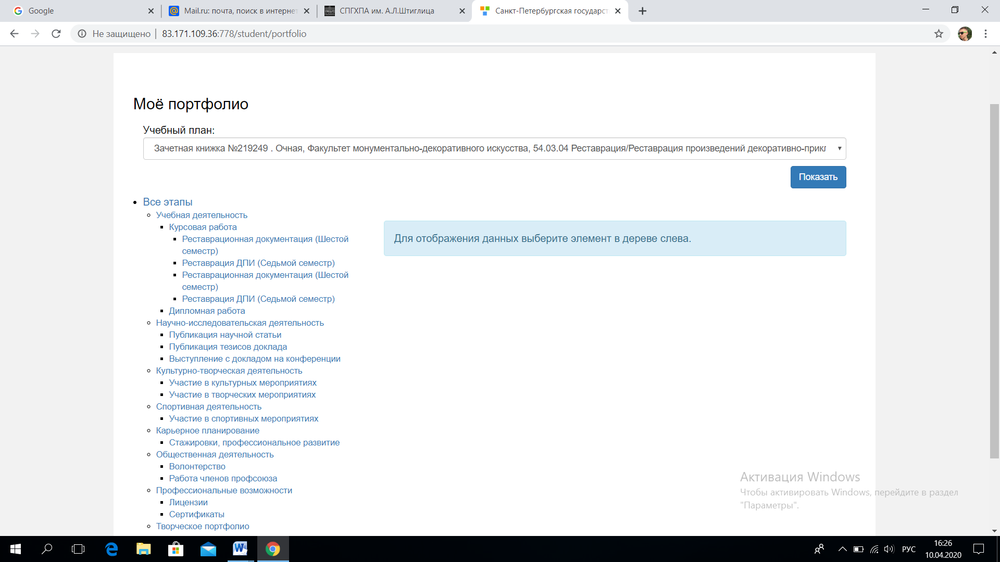 Google
Mail.ru: почта, поиск в интернет
СПГХПА им. А.Л.Штиглица
Санкт-Петербургская государст
Не защищено
83.171.109.36:778/student/portfolio
Моё портфолио
Учебный план:
Зачетная книжка №219249 . Очная, Факультет монументально-декоративного искусства, 54.03.04 Реставрация/Реставрация произведений декоративно-прикл
Показать
Все этапы
Учебная деятельность
Курсовая работа
Реставрационная документация (Шестой
семестр)
Реставрация ДПИ (Седьмой семестр)
Реставрационная документация (Шестой
семестр)
Реставрация ДПИ (Седьмой семестр)
Дипломная работа
Научно-исследовательская деятельность
Публикация научной статьи
Публикация тезисов доклада
Выступление с докладом на конференции
Культурно-творческая деятельность
Участие в культурных мероприятиях
Участие в творческих мероприятиях
Спортивная деятельность
Участие в спортивных мероприятиях
Карьерное планирование
Стажировки, профессиональное развитие
Общественная деятельность
Волонтерство
Работа членов профсоюза
Профессиональные возможности
Лицензии
Сертификаты
Творческое портфолио
Для отображения данных выберите элемент в дереве слева.
Активация Windows
Чтобы активировать Windows, перейдите в раздел
"Параметры".
РУС
16:26
10.04.2020